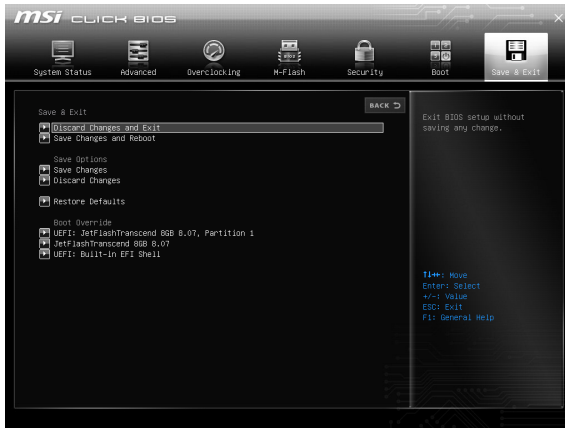 msi CLICK BIOS
System Status
Advanced
Overclocking
M-Flash
Security
Boot
Save & Exit
BACK
Save & Exit
Discard Changes and Exit
Save Changes and Reboot
Save Options
Save Changes
Discard Changes
Restore Defaults
Boot Override
UEFI: JetFlashTranscend 8GB 8.07, Partition 1
JetFlashTranscend 8GB 8.07
UEFI: Built-in EFI Shell
Exit BIOS setup without
saving any change.
↑↓↔: Move
Enter: Select
+/-: Value
ESC: Exit
F1: General Help